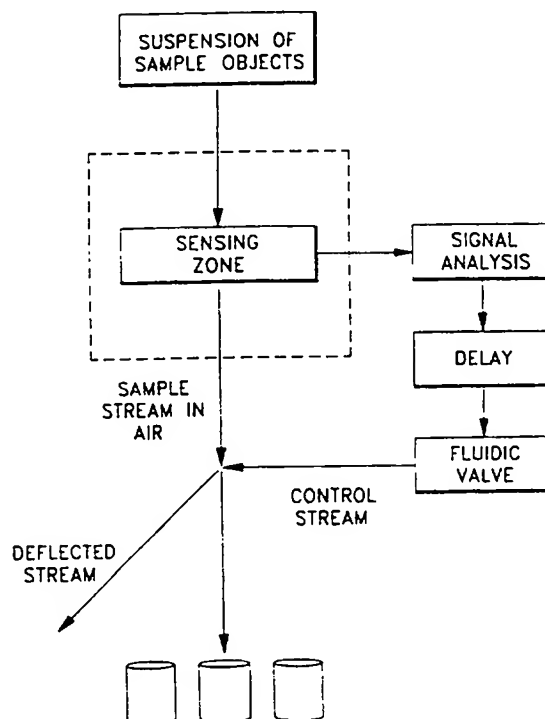 SUSPENSION OF
SAMPLE OBJECTS
SENSING
ZONE
SIGNAL
ANALYSIS
DELAY
SAMPLE
STREAM IN
AIR
FLUIDIC
VALVE
CONTROL
STREAM
DEFLECTED
STREAM